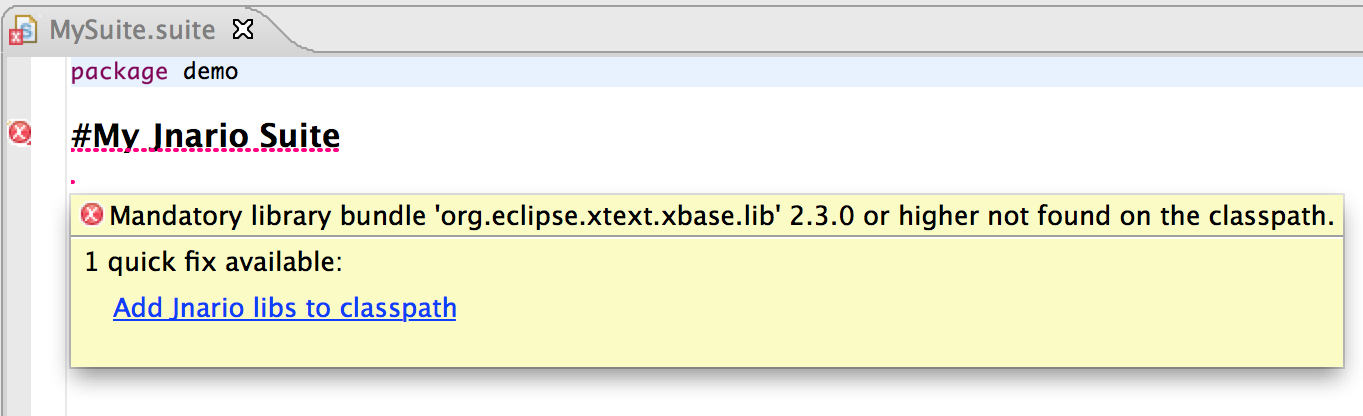 MySuite.suite
package demo
#My Jnario Suite
Mandatory library bundle 'org.eclipse.xtext.xbase.lib' 2.3.0 or higher not found on the classpath.
1 quick fix available:
Add Jnario libs to classpath